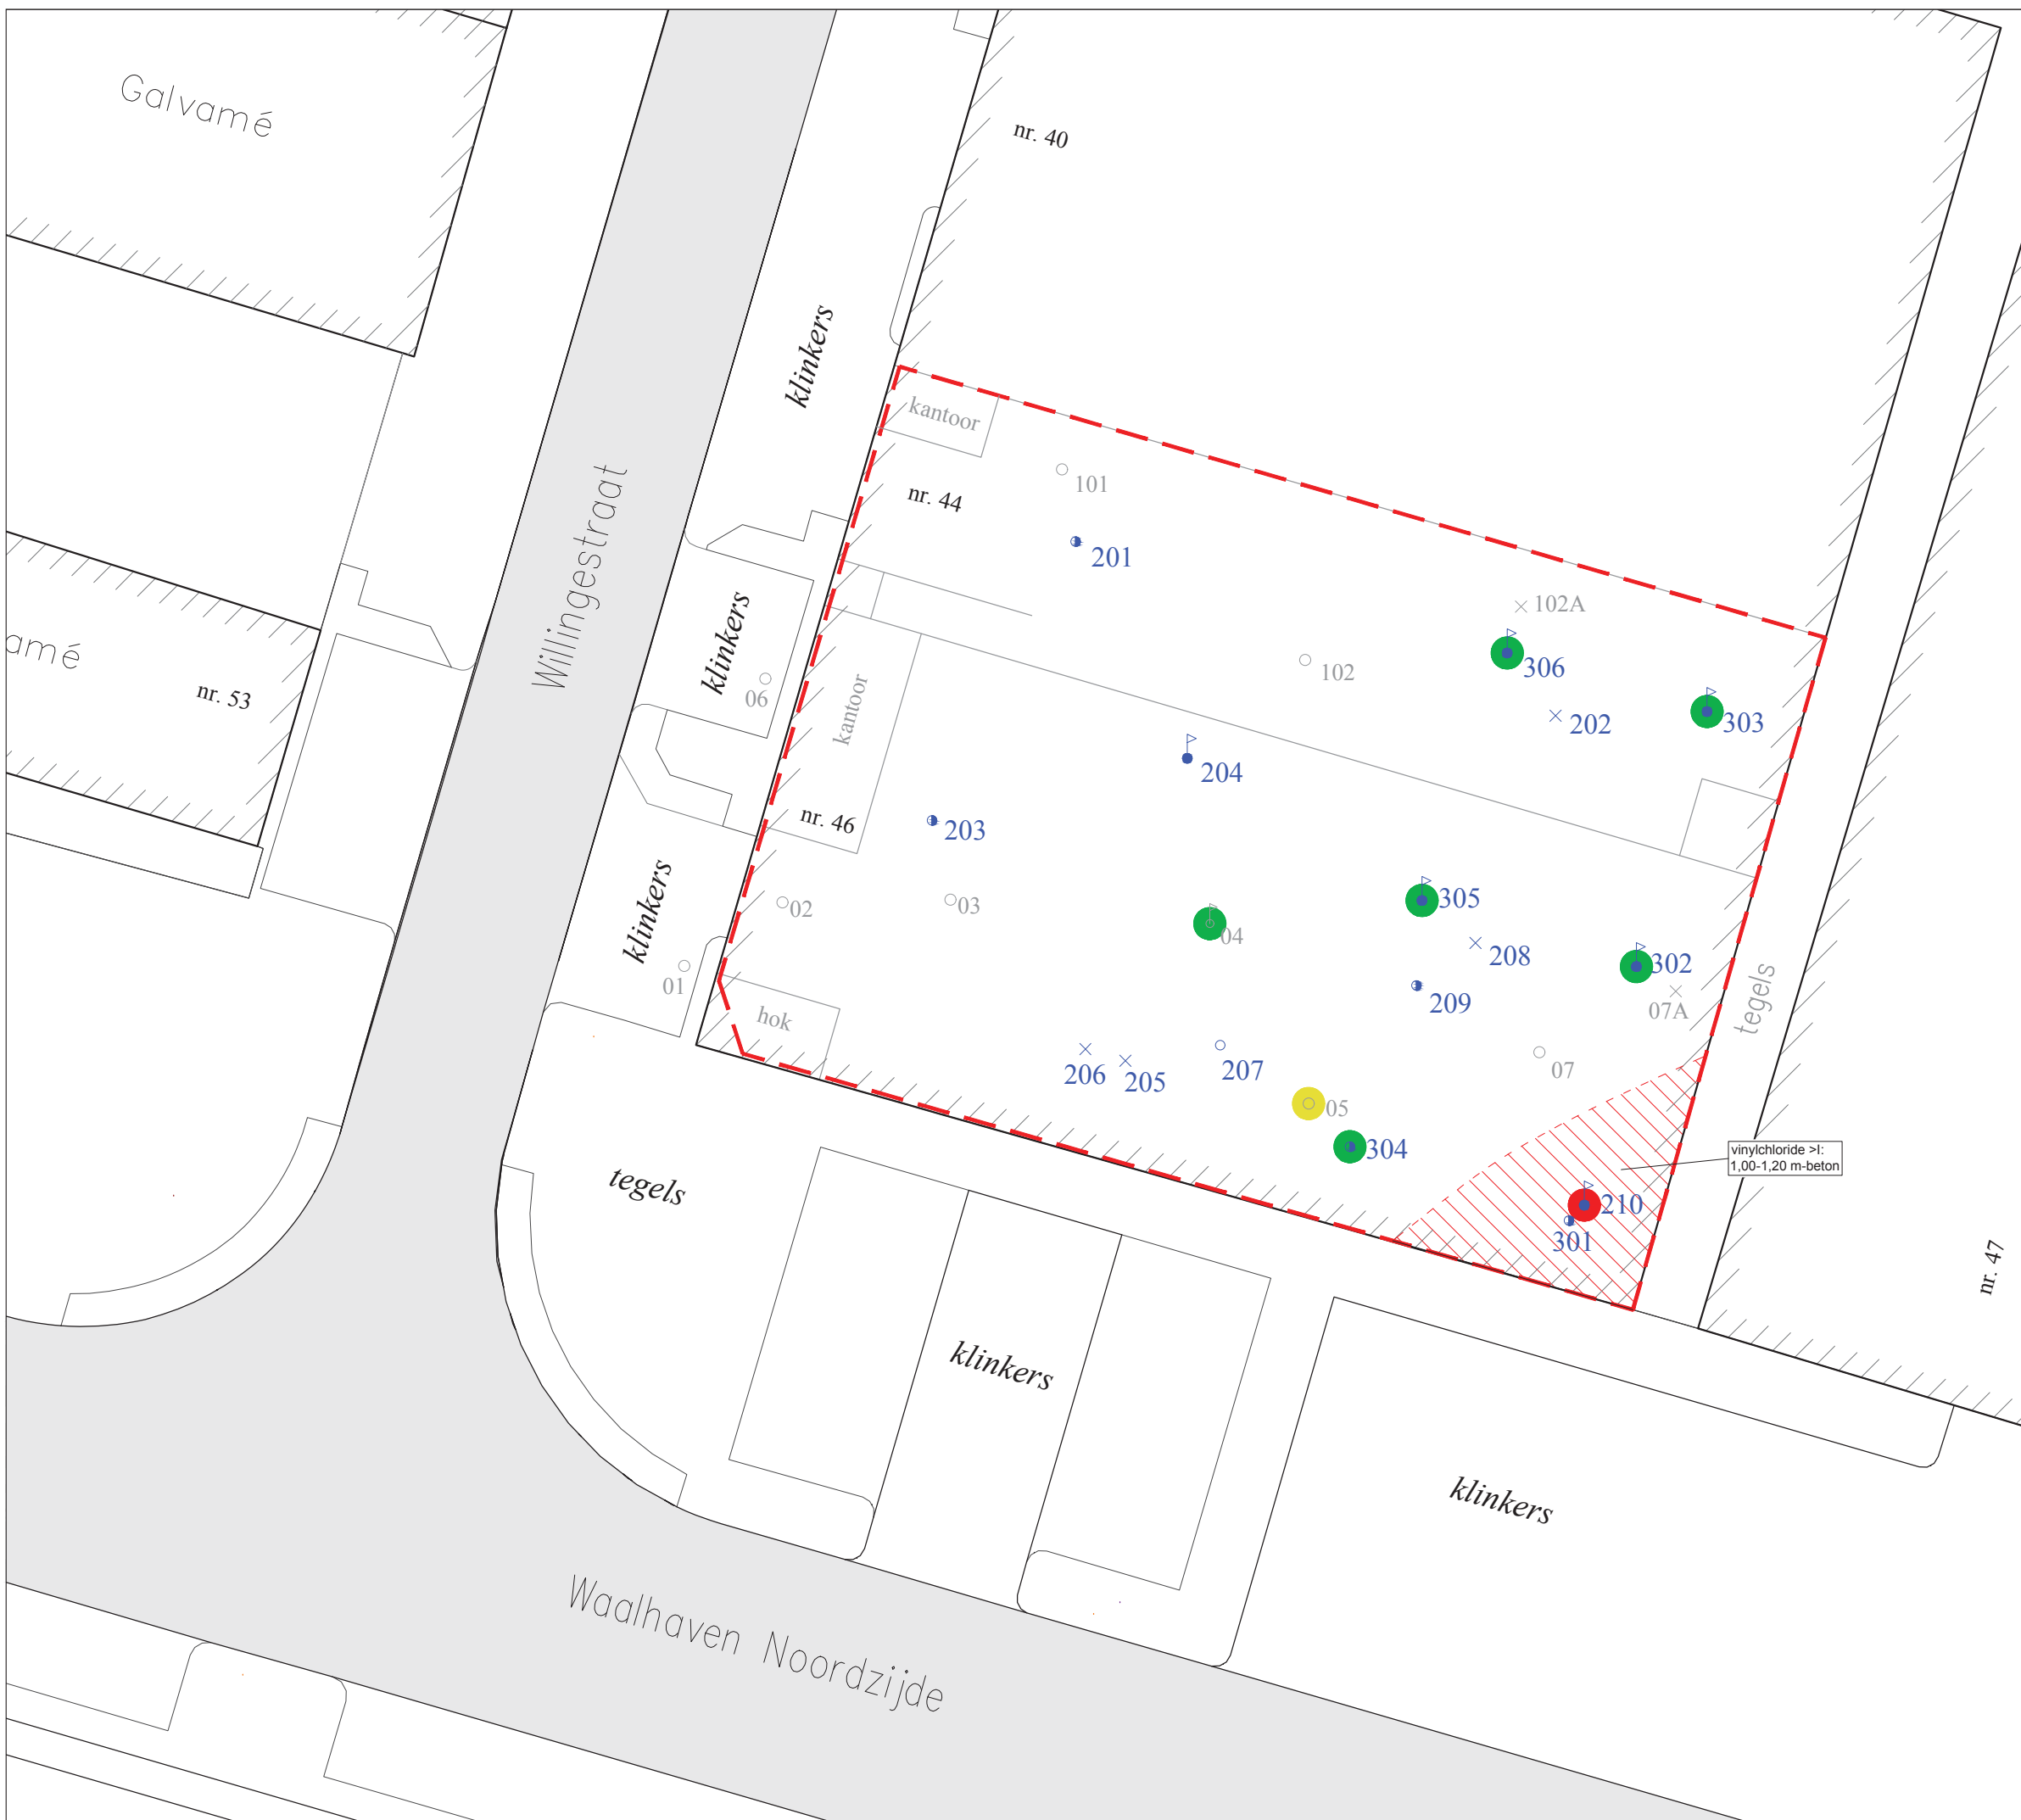 Galvamé
nr. 40
klinkers
kantoor
101
nr. 44
Willingestraat
201
klinkers
102A
amé
306
102
06
nr. 53
kantoor
202
303
204
nr. 46
203
305
klinkers
02
03
04
208
302
01
209
07A
tegels
hok
206
205
207
07
05
304
vinylchloride >I:
1,00-1,20 m-beton
tegels
210
301
nr. 47
klinkers
klinkers
Waalhaven Noordzijde